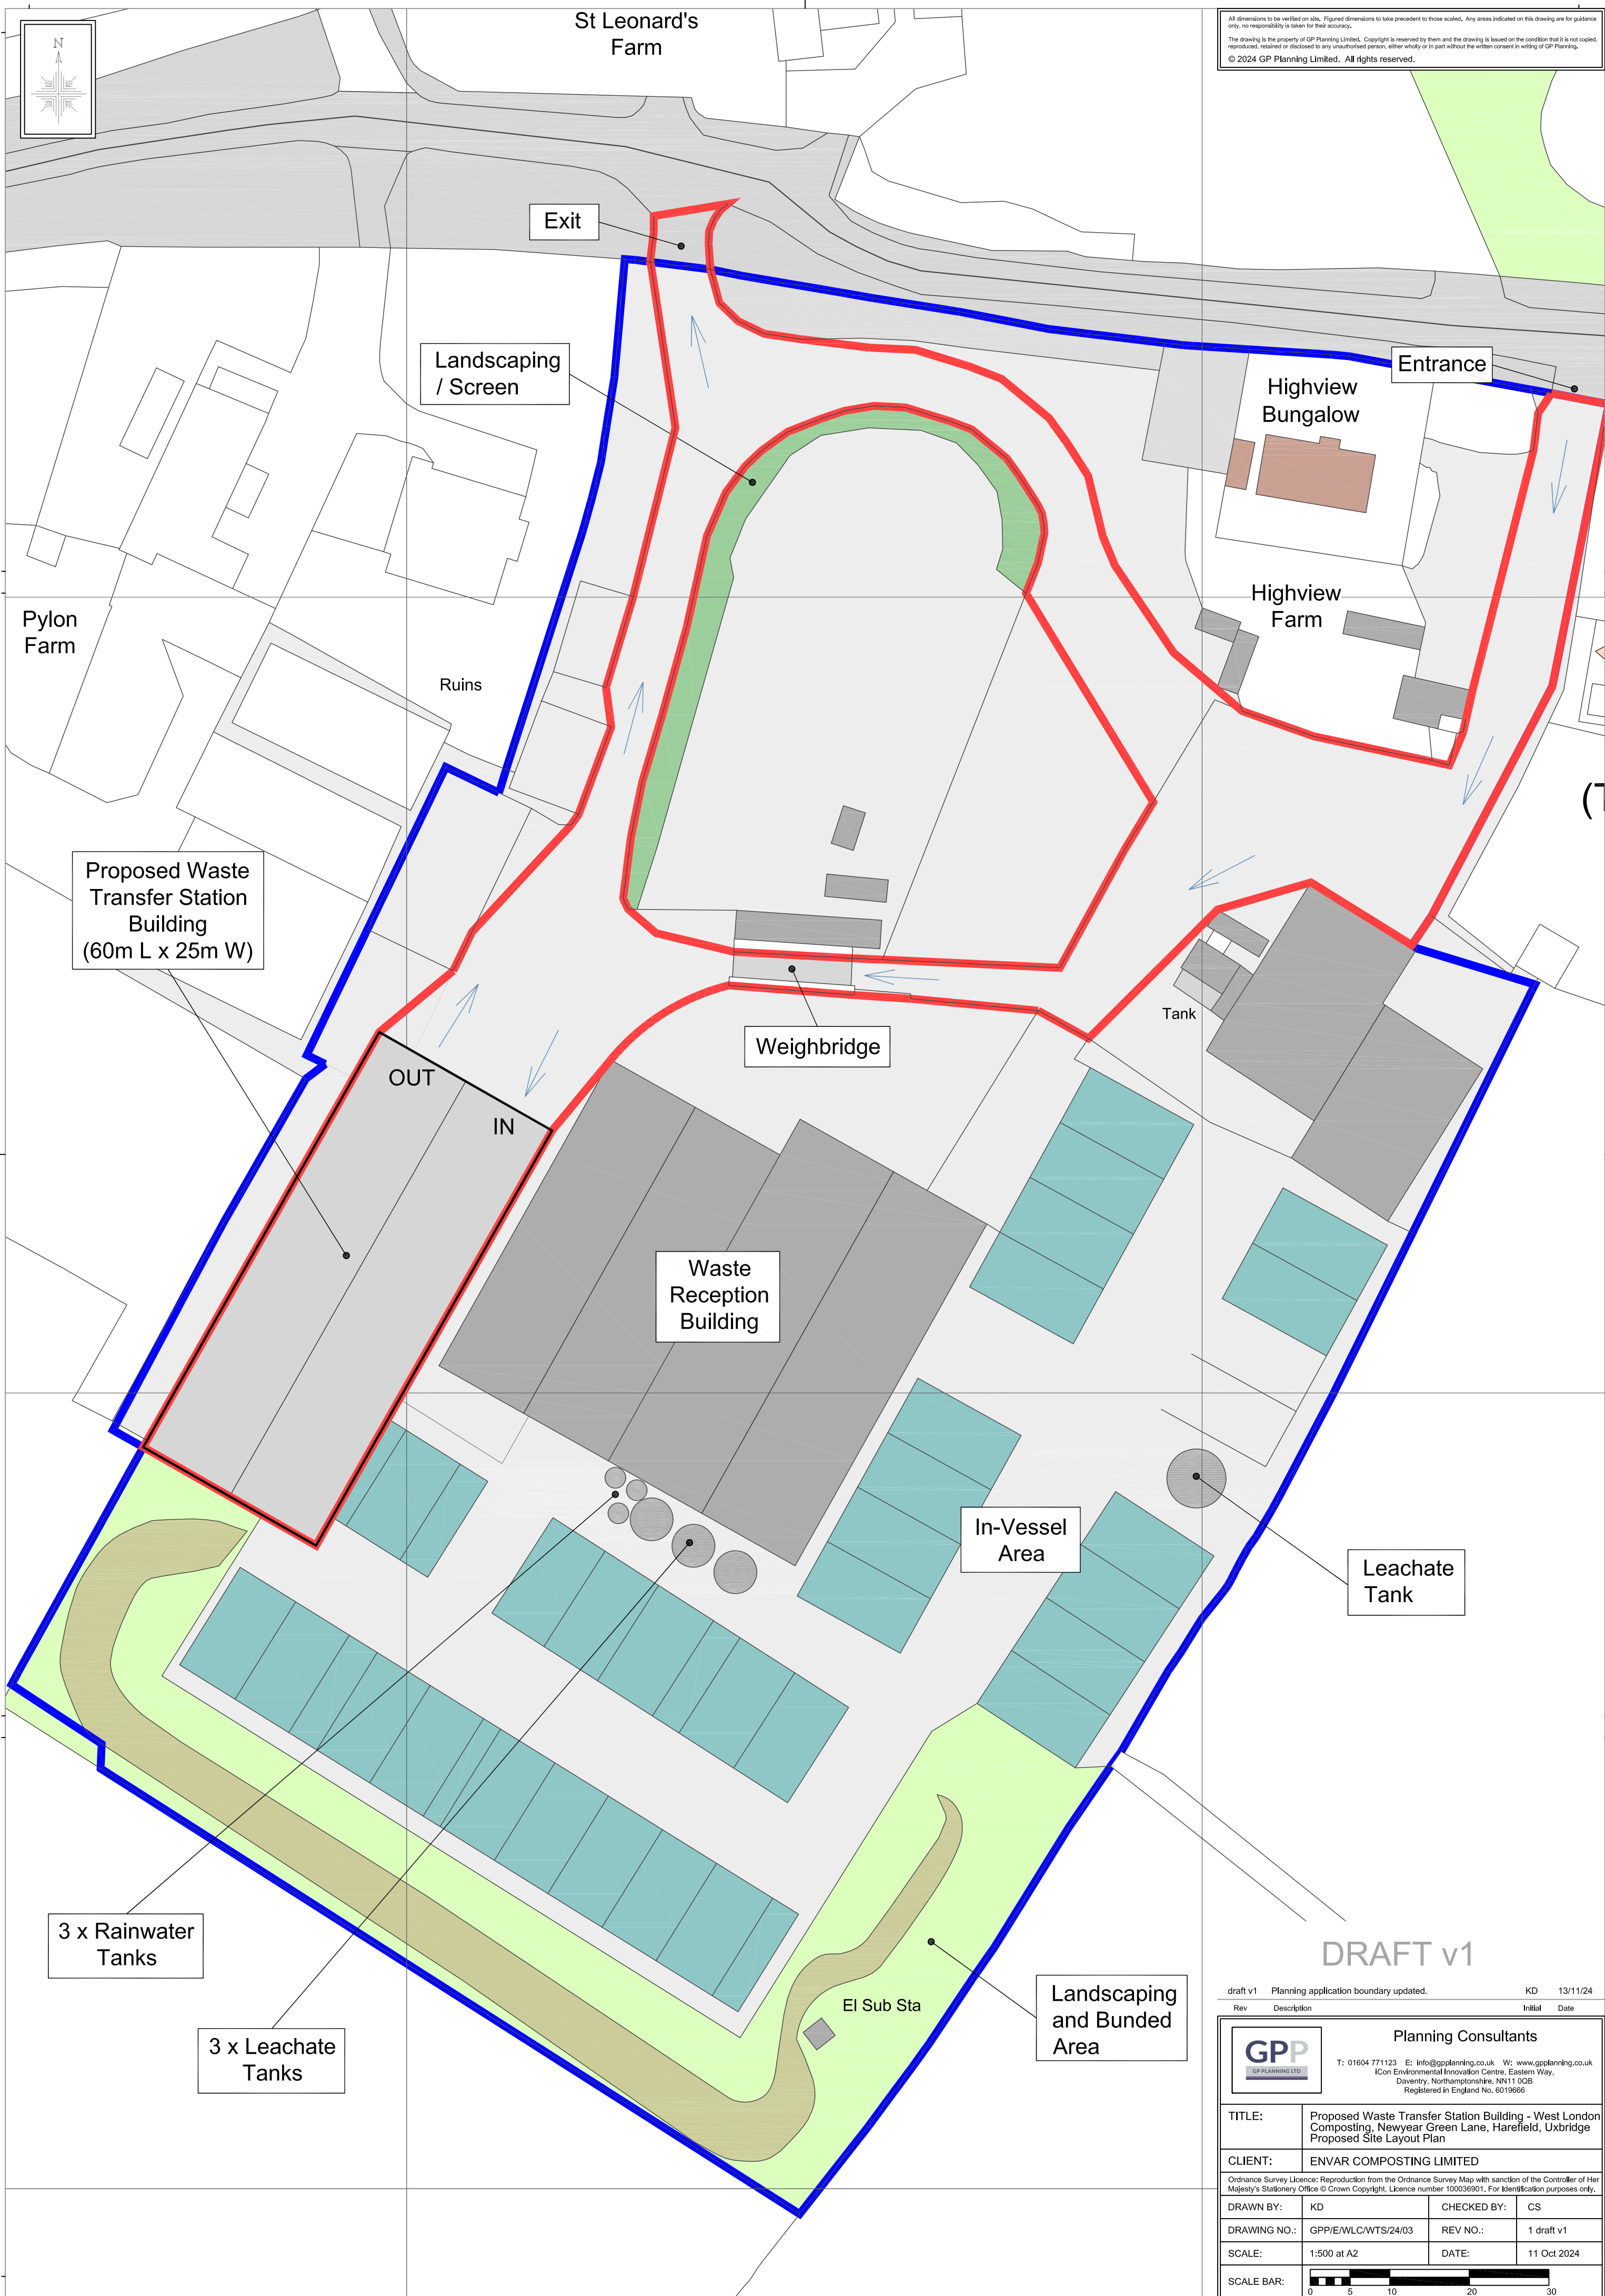 St Leonard's
Farm
All dimensions to be verified on site. Figured dimensions to take precedent to those scaled. Any areas indicated on this drawing are for guidance
only, no responsibility is taken for their accuracy.
The drawing is the property of GP Planning Limited. Copyright is reserved by them and the drawing is issued on the condition that it is not copied,
reproduced, retained or disclosed to any unauthorised person, either wholly or in part without the written consent in writing of GP Planning.
© 2024 GP Planning Limited. All rights reserved.
N
Exit
Landscaping
/ Screen
Entrance
Highview
Bungalow
Highview
Farm
Pylon
Farm
Ruins
(T
Proposed Waste
Transfer Station
Building
(60m L x 25m W)
Tank
Weighbridge
OUT
IN
Waste
Reception
Building
In-Vessel
Area
Leachate
Tank
3 x Rainwater
Tanks
3 x Leachate
Tanks
El Sub Sta
Landscaping
and Bunded
Area
DRAFT v1
draft v1 Planning application boundary updated. KD 13/11/24
Rev Description Initial Date
GPP
GP PLANNING LTD
Planning Consultants
T: 01604 771123 E: info@gpplanning.co.uk W: www.gpplanning.co.uk
iCon Environmental Innovation Centre, Eastern Way,
Daventry, Northamptonshire, NN11 0QB
Registered in England No. 6019666
TITLE: Proposed Waste Transfer Station Building - West London
Composting, Newyear Green Lane, Harefield, Uxbridge
Proposed Site Layout Plan
CLIENT: ENVAR COMPOSTING LIMITED
Ordnance Survey Licence: Reproduction from the Ordnance Survey Map with sanction of the Controller of Her
Majesty's Stationery Office © Crown Copyright, Licence number 100036901. For Identification purposes only.
DRAWN BY: KD CHECKED BY: CS
DRAWING NO.: GPP/E/WLC/WTS/24/03 REV NO.: 1 draft v1
SCALE: 1:500 at A2 DATE: 11 Oct 2024
SCALE BAR:
0 5 10 20 30